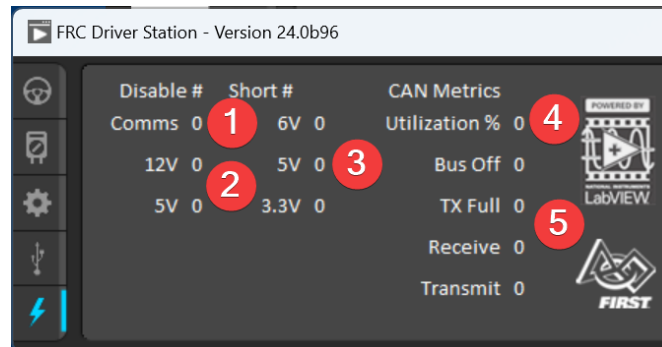 FRC Driver Station - Version 24.0b96
Disable # Short # CAN Metrics
Comms 0 1 6V 0 Utilization % 0 4
12V 0 5V 0 3 Bus Off 0
2
5V 0 3.3V 0 TX Full 0
5
Receive 0
Transmit 0
POWERED BY
NATIONAL INSTRUMENTS
LabVIEW
FIRST